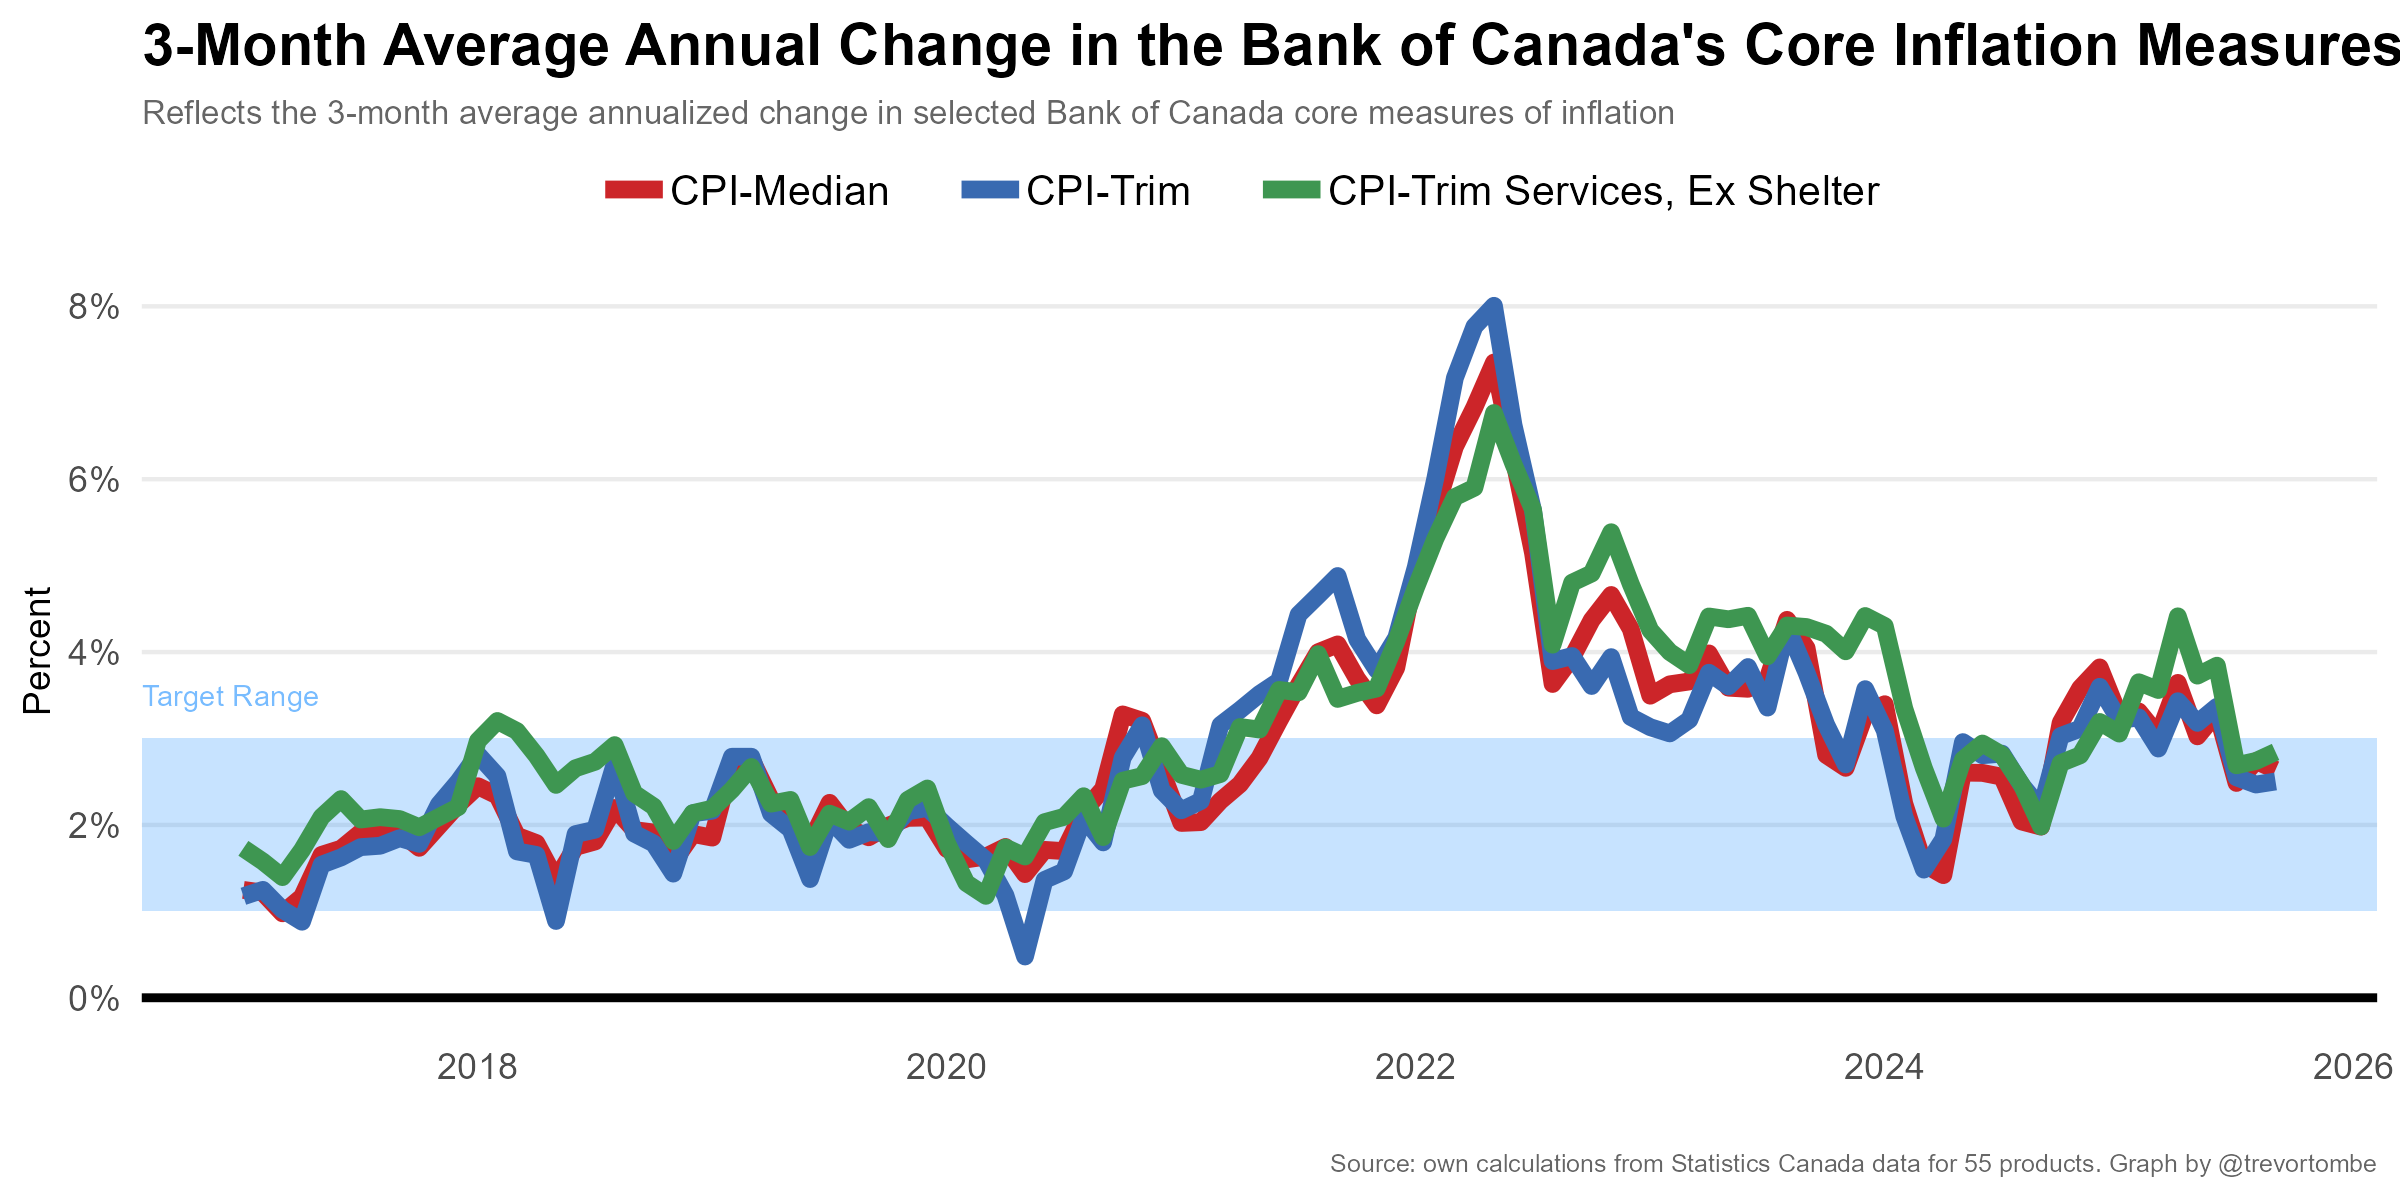 3-Month Average Annual Change in the Bank of Canada's Core Inflation Measures
Reflects the 3-month average annualized change in selected Bank of Canada core measures of inflation
CPI-Median CPI-Trim CPI-Trim Services, Ex Shelter
8%
6%
4%
Target Range
2%
0%
Percent
2018 2020 2022 2024 2026
Source: own calculations from Statistics Canada data for 55 products. Graph by @trevortombe